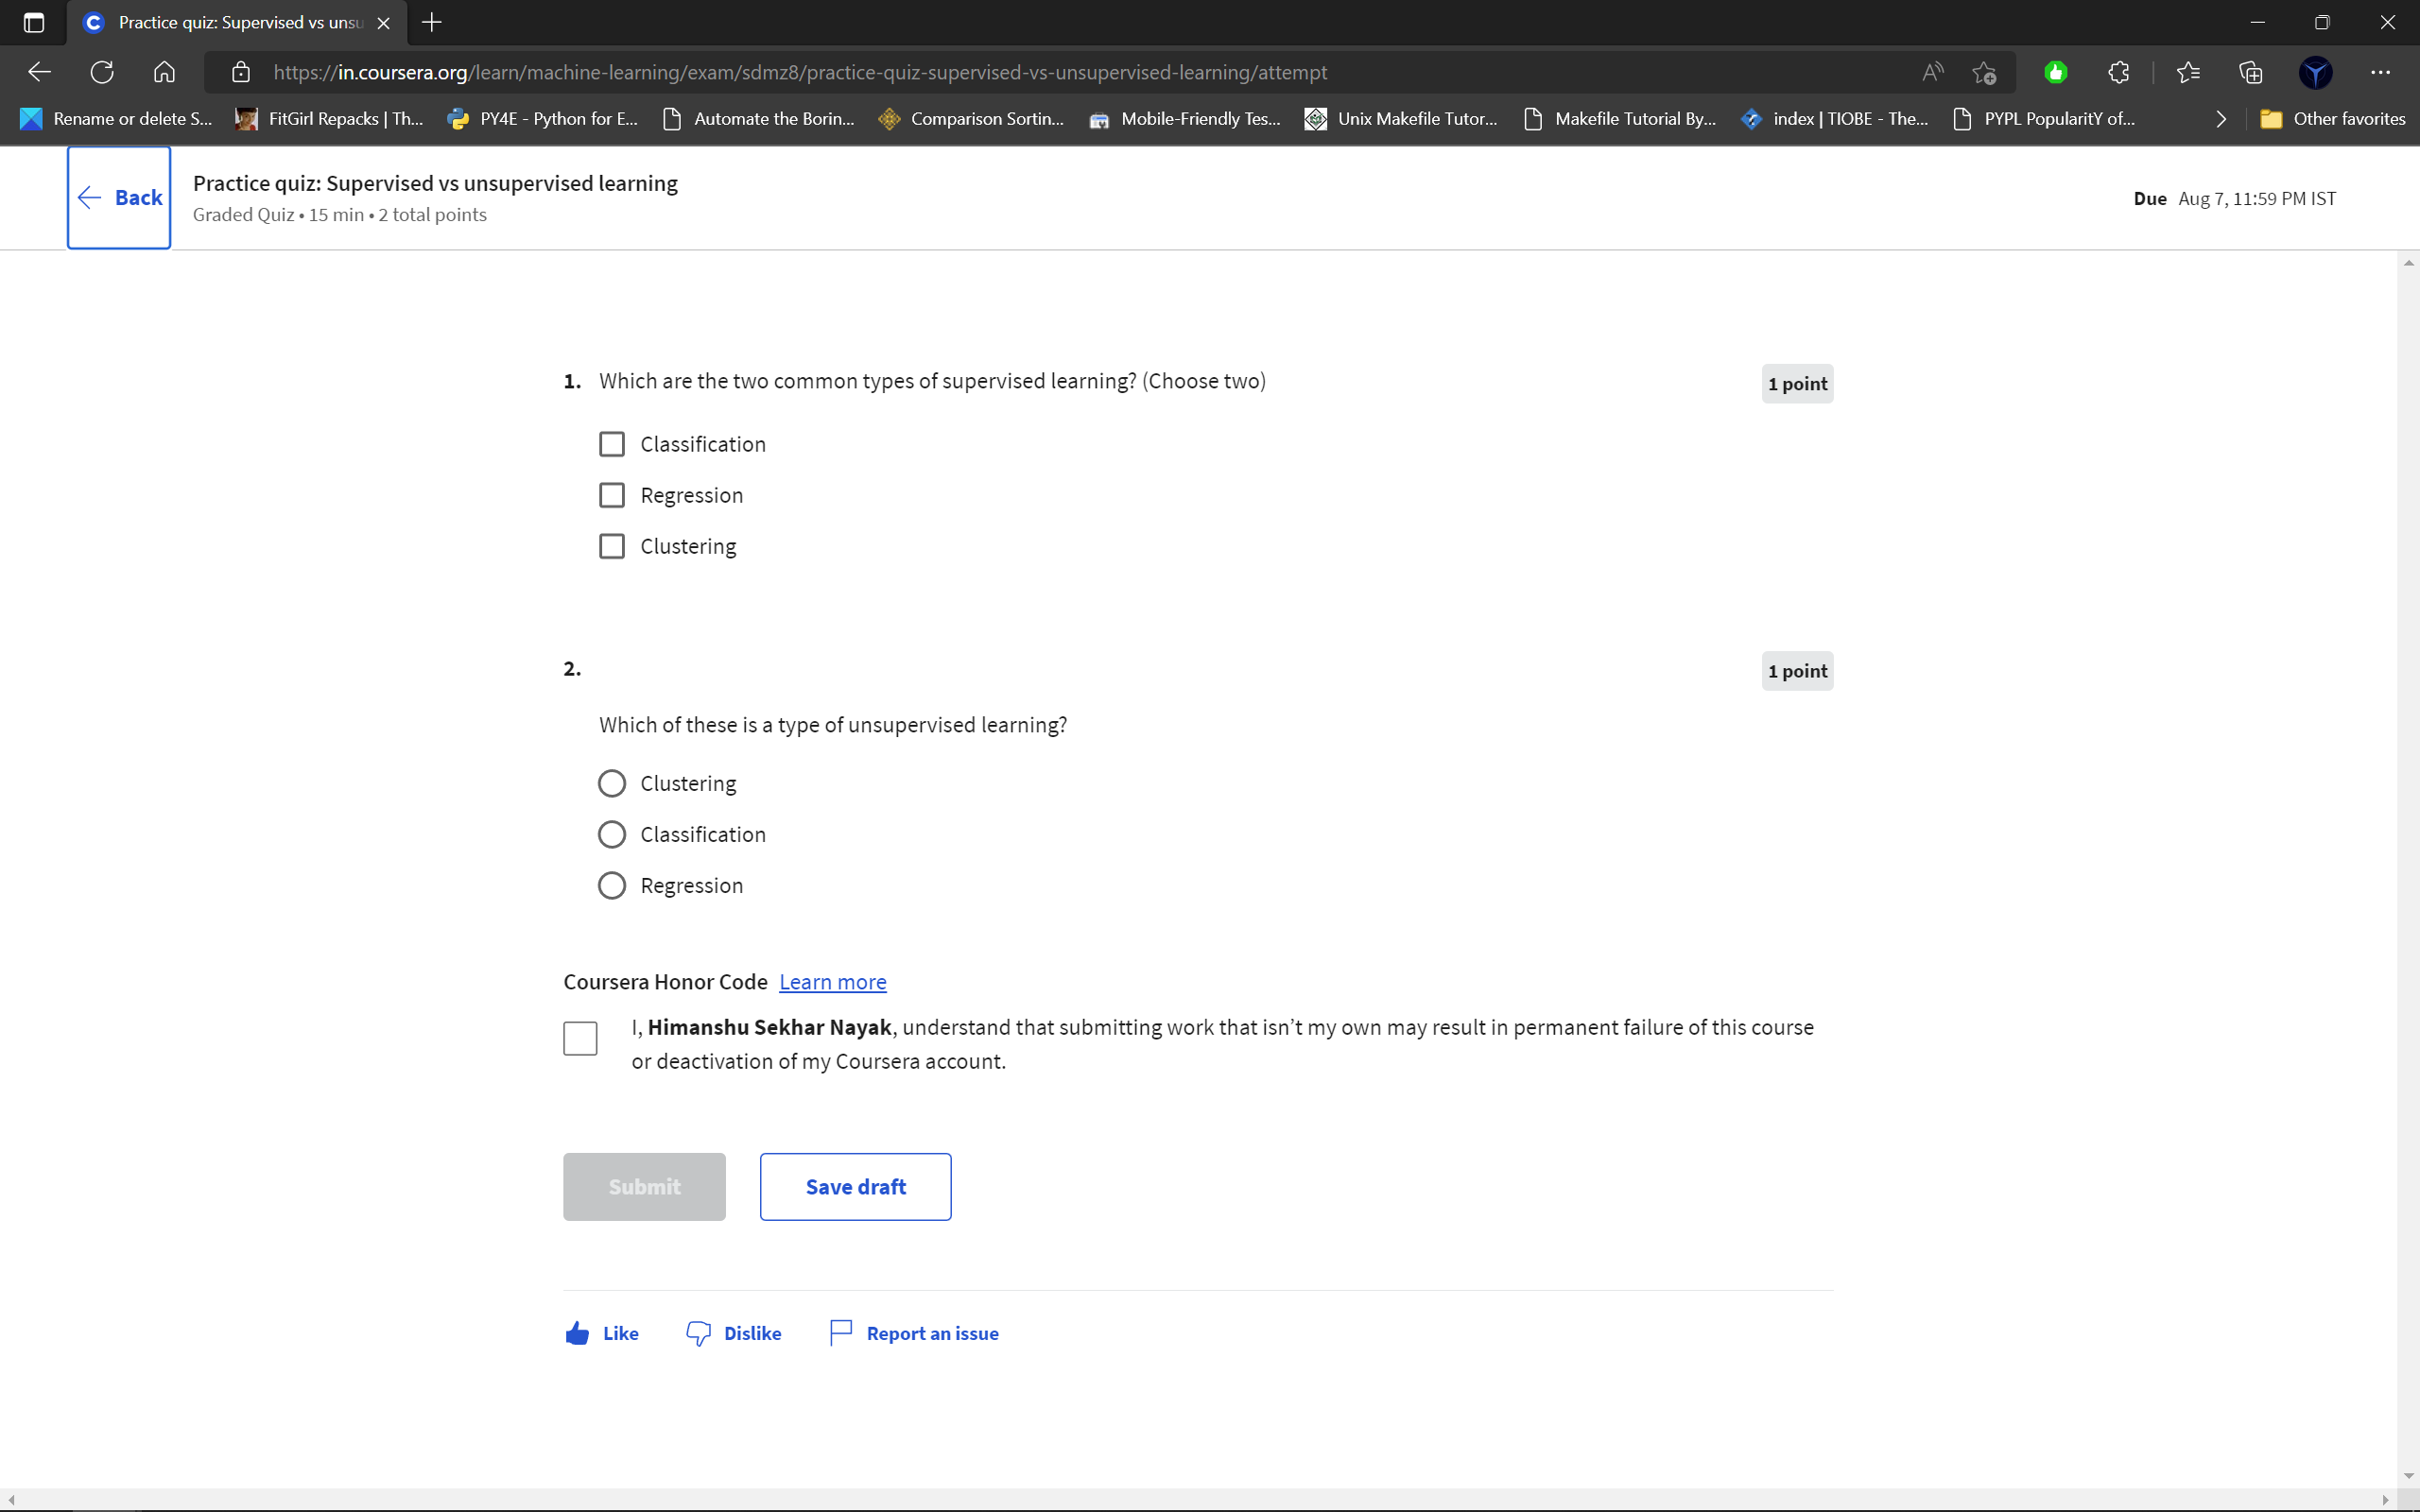 Practice quiz: Supervised vs unsu
https://in.coursera.org/learn/machine-learning/exam/sdmz8/practice-quiz-supervised-vs-unsupervised-learning/attempt
Rename or delete S... FitGirl Repacks | Th... PY4E - Python for E... Automate the Borin... Comparison Sortin... Mobile-Friendly Tes... Unix Makefile Tutor... Makefile Tutorial By... index | TIOBE - The... PYPL PopularitY of... Other favorites
Back
Practice quiz: Supervised vs unsupervised learning
Graded Quiz • 15 min • 2 total points
Due Aug 7, 11:59 PM IST
1. Which are the two common types of supervised learning? (Choose two)
1 point
Classification
Regression
Clustering
2.
1 point
Which of these is a type of unsupervised learning?
Clustering
Classification
Regression
Coursera Honor Code Learn more
I, Himanshu Sekhar Nayak, understand that submitting work that isn’t my own may result in permanent failure of this course
or deactivation of my Coursera account.
Submit Save draft
Like Dislike Report an issue